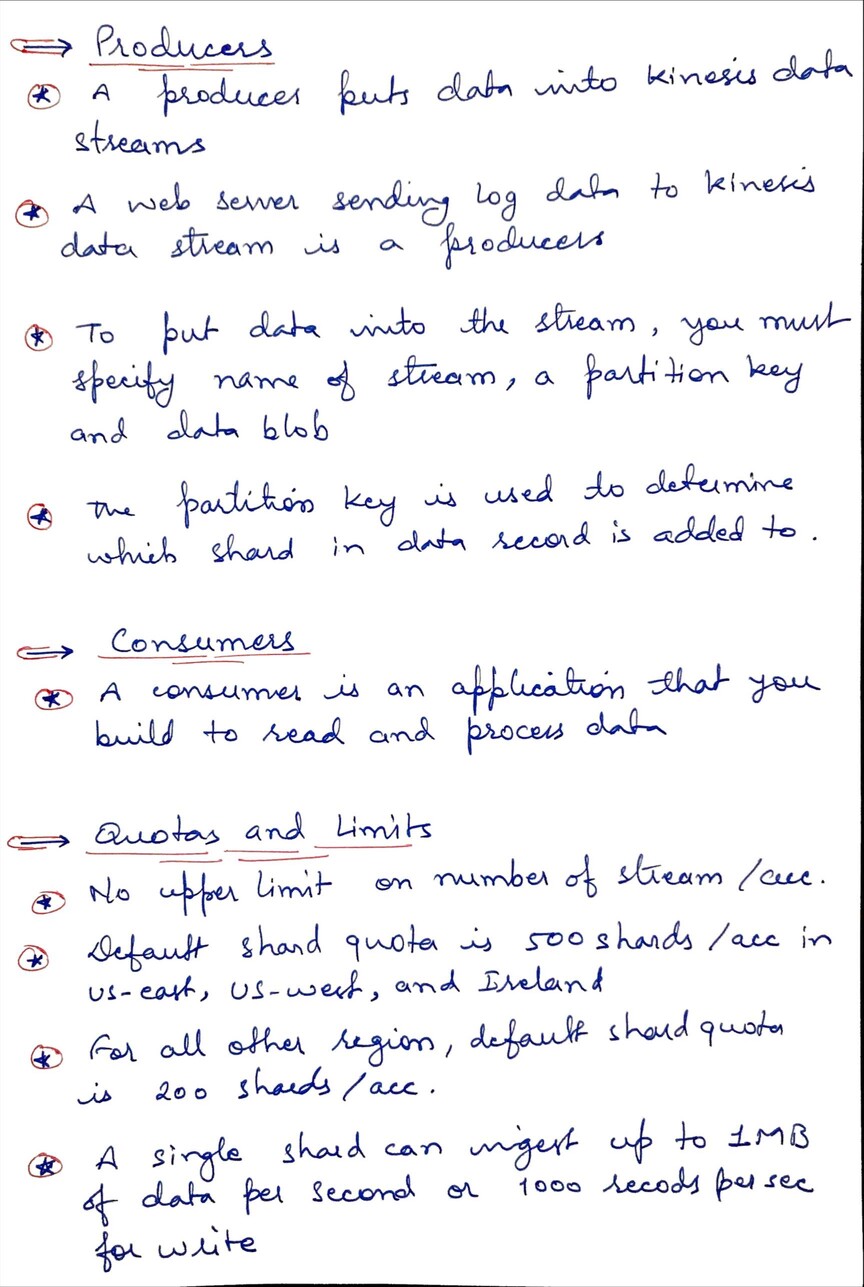 ⇒ Producers
⊛ A producer puts data into kinesis data
streams
⊛ A web server sending log data to kinesis
data stream is a producers
⊛ To put data into the stream, you must
specify name of stream, a partition key
and data blob
⊛ The partition key is used to determine
which shard in data record is added to.
⇒ Consumers
⊛ A consumer is an application that you
build to read and process data
⇒ Quotas and Limits
⊛ No upper limit on number of stream /acc.
⊛ Default shard quota is 500 shards /acc in
US-east, US-west, and Ireland
⊛ For all other region, default shard quota
is 200 shards /acc.
⊛ A single shard can ingest up to 1MB
of data per second or 1000 recods per sec
for write